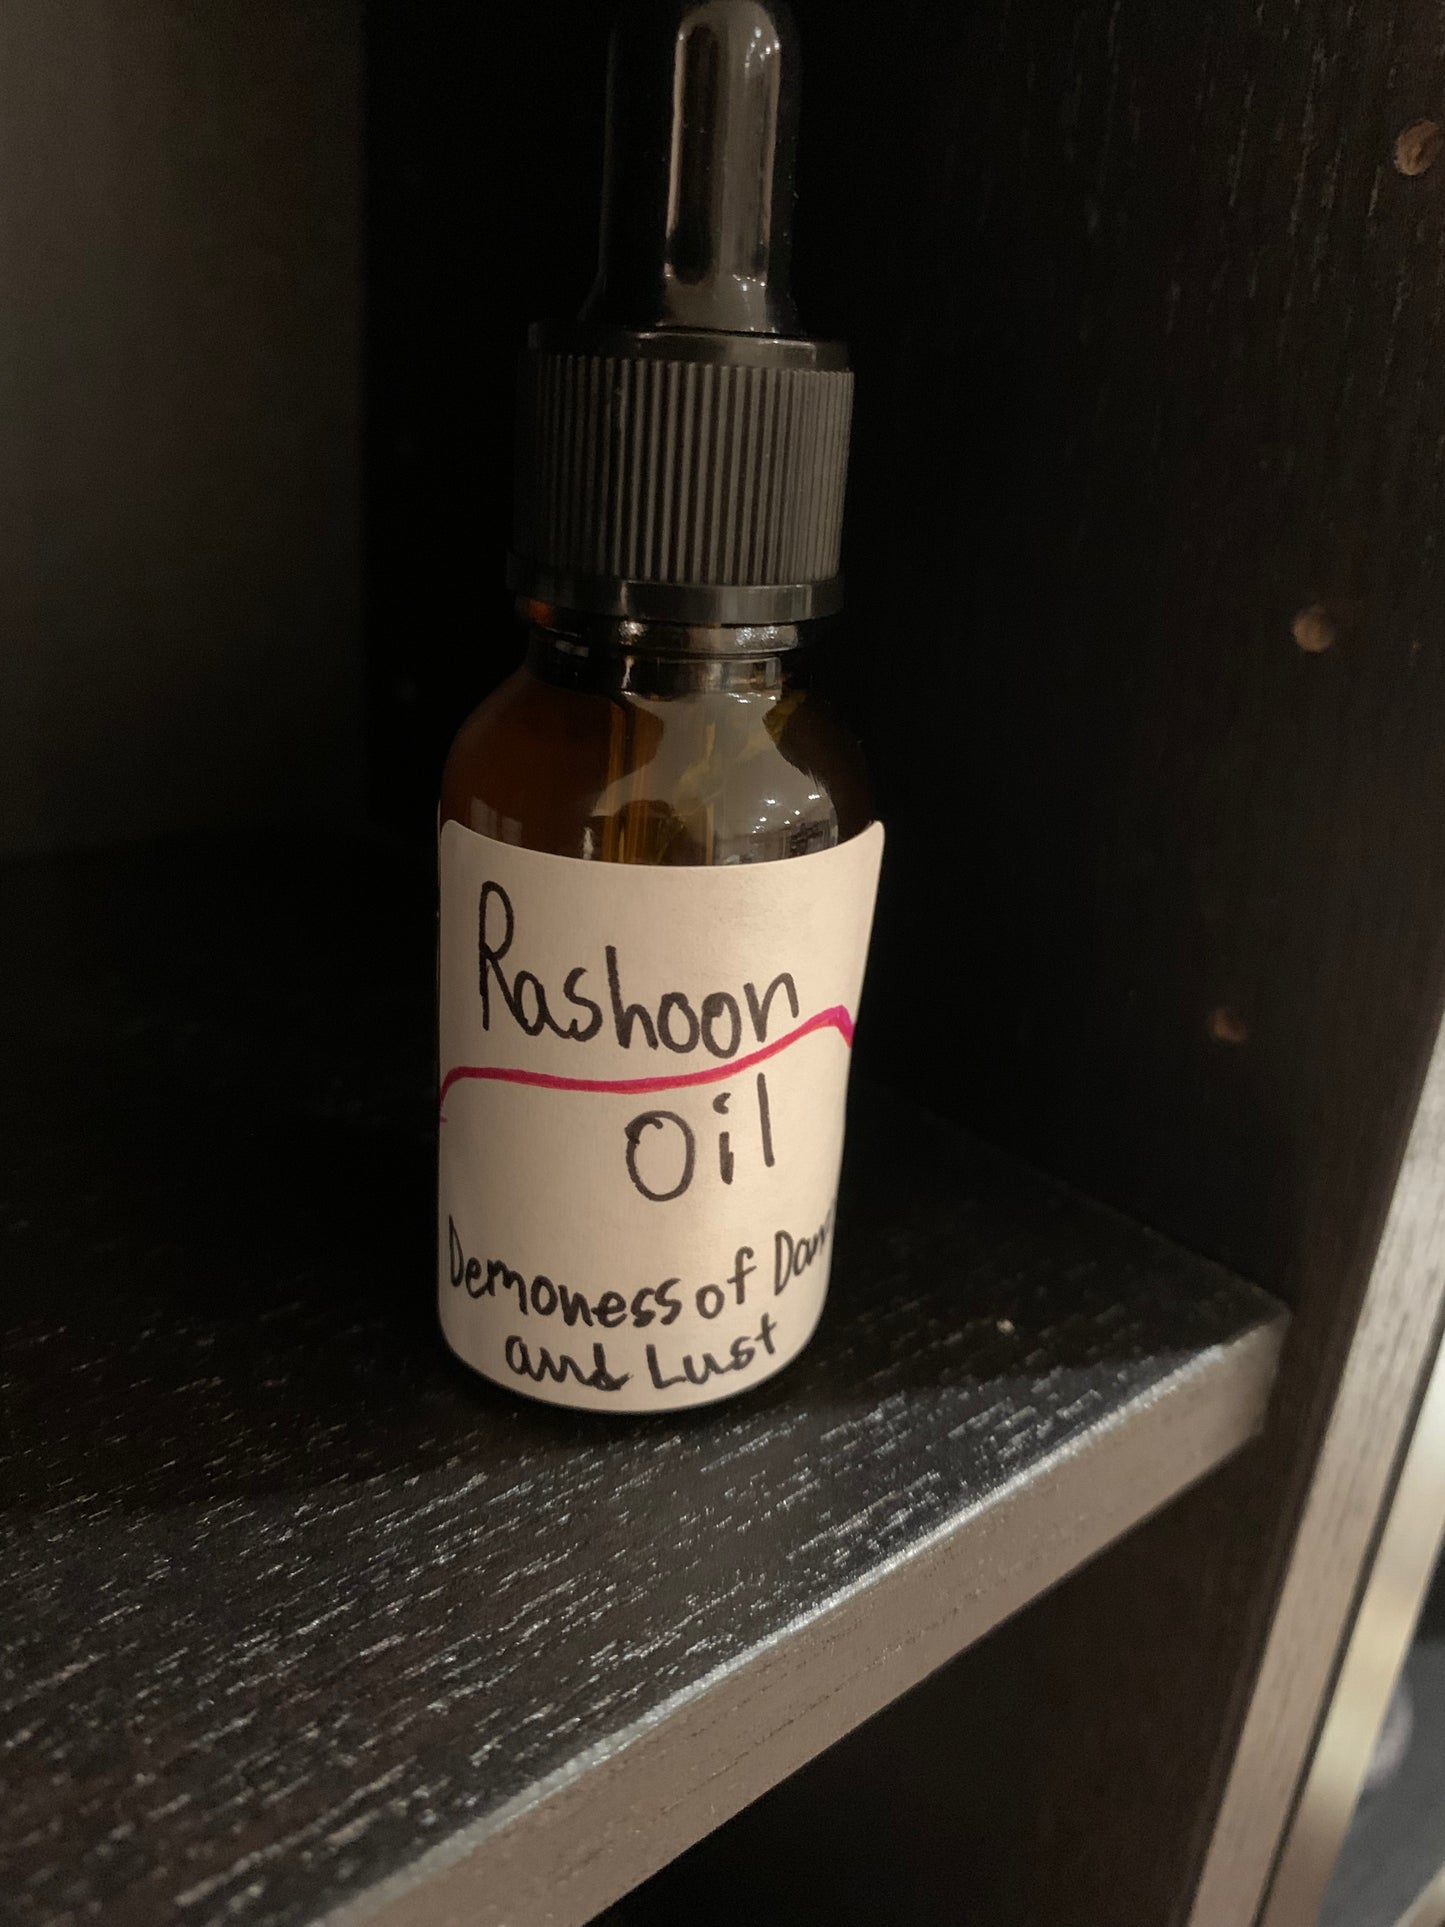 Rashoon
Oil
Demoness of
and Lust